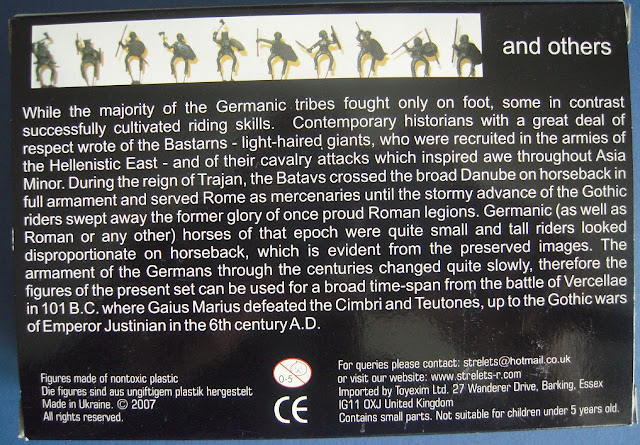 and others
While the majority of the Germanic tribes fought only on foot, some in contrast
successfully cultivated riding skills. Contemporary historians with a great deal of
respect wrote of the Bastarns - light-haired giants, who were recruited in the armies of
the Hellenistic East - and of their cavalry attacks which inspired awe throughout Asia
Minor. During the reign of Trajan, the Batavs crossed the broad Danube on horseback in
full armament and served Rome as mercenaries until the stormy advance of the Gothic
riders swept away the former glory of once proud Roman legions. Germanic (as well as
Roman or any other) horses of that epoch were quite small and tall riders looked
disproportionate on horseback, which is evident from the preserved images. The
armament of the Germans through the centuries changed quite slowly, therefore the
figures of the present set can be used for a broad time-span from the battle of Vercellae
in 101 B.C. where Gaius Marius defeated the Cimbri and Teutones, up to the Gothic wars
of Emperor Justinian in the 6th century A.D.
Figures made of nontoxic plastic
Die figures sind aus ungiftigem plastik hergestelt
Made in Ukraine. © 2007
All rights reserved.
0-5
CE
For queries please contact: strelets@hotmail.co.uk
or visit our website: www.strelets-r.com
Imported by Toyexim Ltd. 27 Wanderer Drive, Barking, Essex
IG11 0XJ United Kingdom
Contains small parts. Not suitable for children under 5 years old.